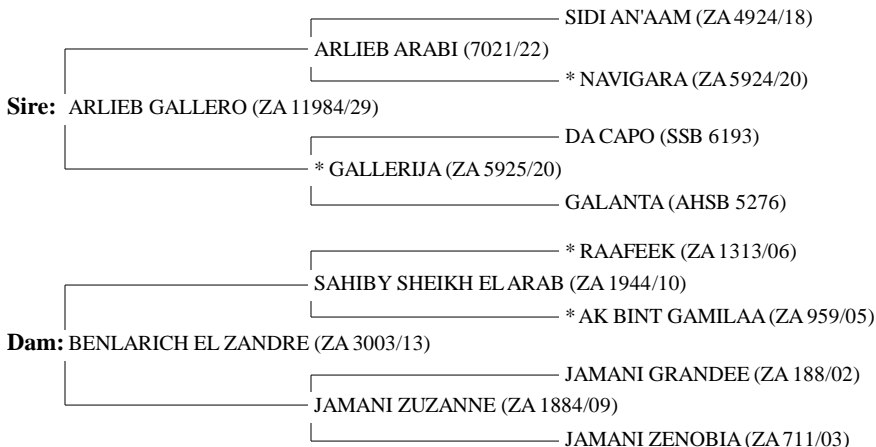 SIDI AN'AAM (ZA 4924/18)
ARLIEB ARABI (7021/22)
* NAVIGARA (ZA 5924/20)
Sire: ARLIEB GALLERO (ZA 11984/29)
DA CAPO (SSB 6193)
* GALLERIJA (ZA 5925/20)
GALANTA (AHSB 5276)
* RAAFEEK (ZA 1313/06)
SAHIBY SHEIKH EL ARAB (ZA 1944/10)
* AK BINT GAMILAA (ZA 959/05)
Dam: BENLARICH EL ZANDRE (ZA 3003/13)
JAMANI GRANDEE (ZA 188/02)
JAMANI ZUZANNE (ZA 1884/09)
JAMANI ZENOBIA (ZA 711/03)